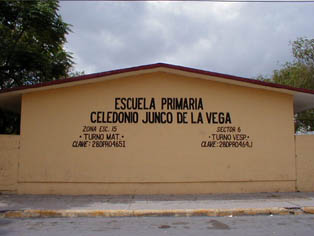 ESCUELA PRIMARIA
CELEDONIO JUNCO DE LA VEGA
ZONA ESC. 15
· TURNO MAT. ·
CLAVE: 28DPR0465I
SECTOR 6
· TURNO VESP. ·
CLAVE: 28DPR0469J